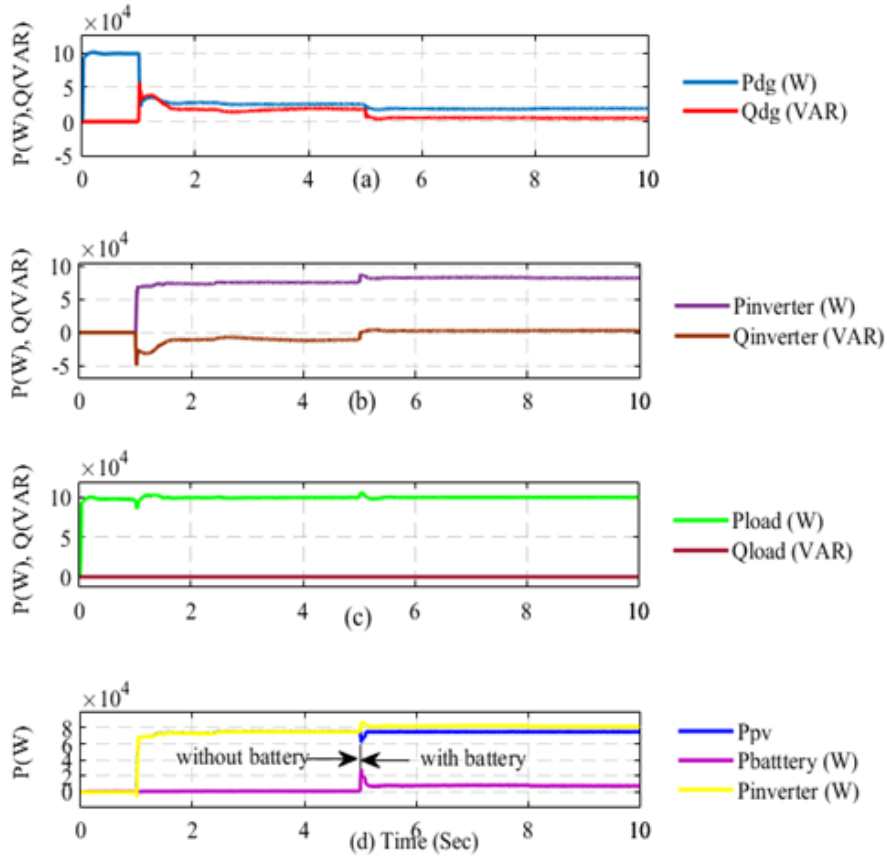 ×10⁴
P(W),Q(VAR)
10
5
0
-5
0
2
4
6
8
10
(a)
Pdg (W)
Qdg (VAR)
×10⁴
P(W), Q(VAR)
10
5
0
-5
0
2
4
6
8
10
(b)
Pinverter (W)
Qinverter (VAR)
×10⁴
P(W), Q(VAR)
10
5
0
0
2
4
6
8
10
(c)
Pload (W)
Qload (VAR)
×10⁴
P(W)
8
6
4
2
0
without battery
with battery
0
2
4
6
8
10
(d) Time (Sec)
Ppv
Pbatttery (W)
Pinverter (W)